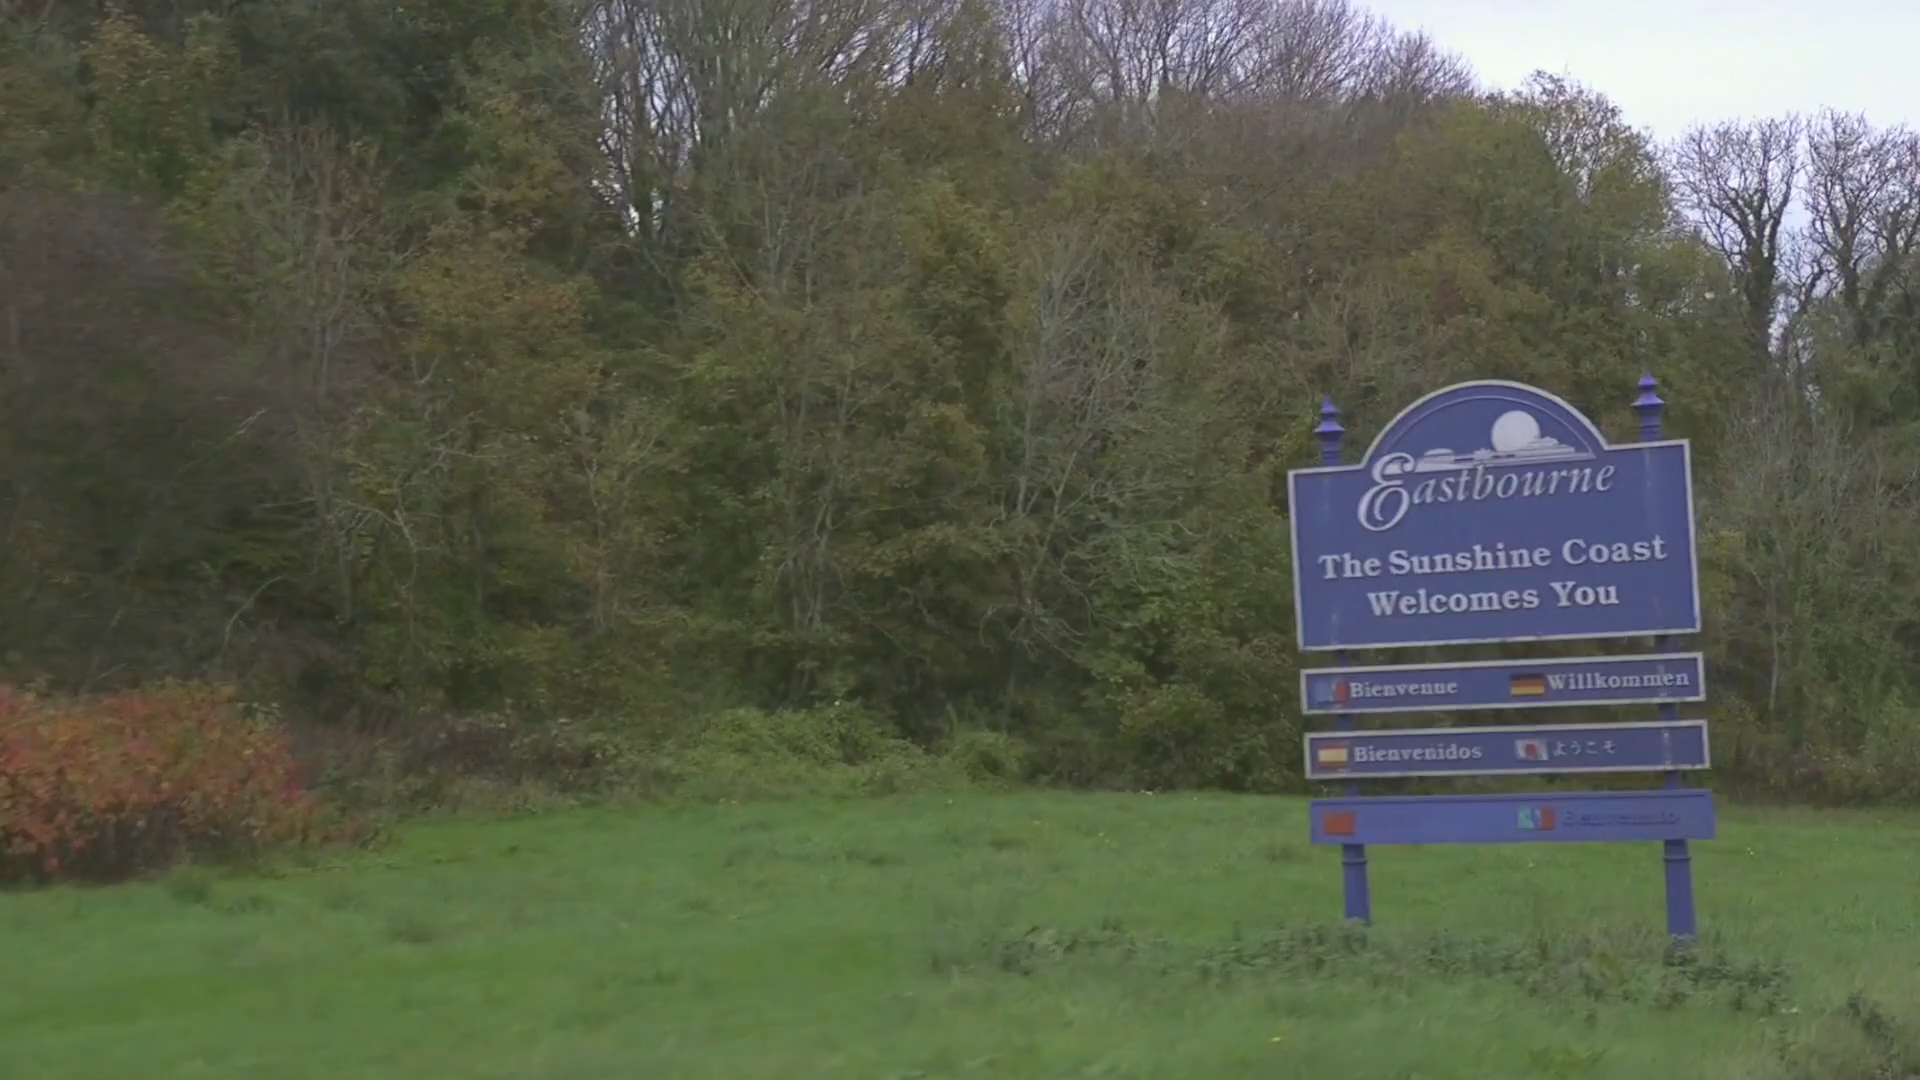 Eastbourne
The Sunshine Coast
Welcomes You
Bienvenue Willkommen
Bienvenidos ようこそ